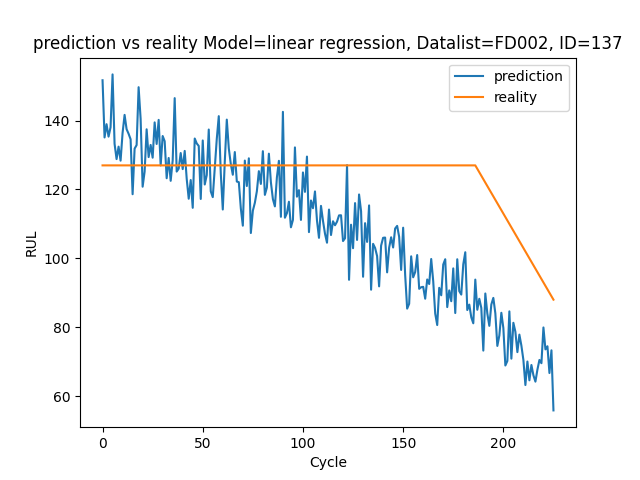 prediction vs reality Model=linear regression, Datalist=FD002, ID=137
prediction
reality
RUL
140
120
100
80
60
0
50
100
150
200
Cycle